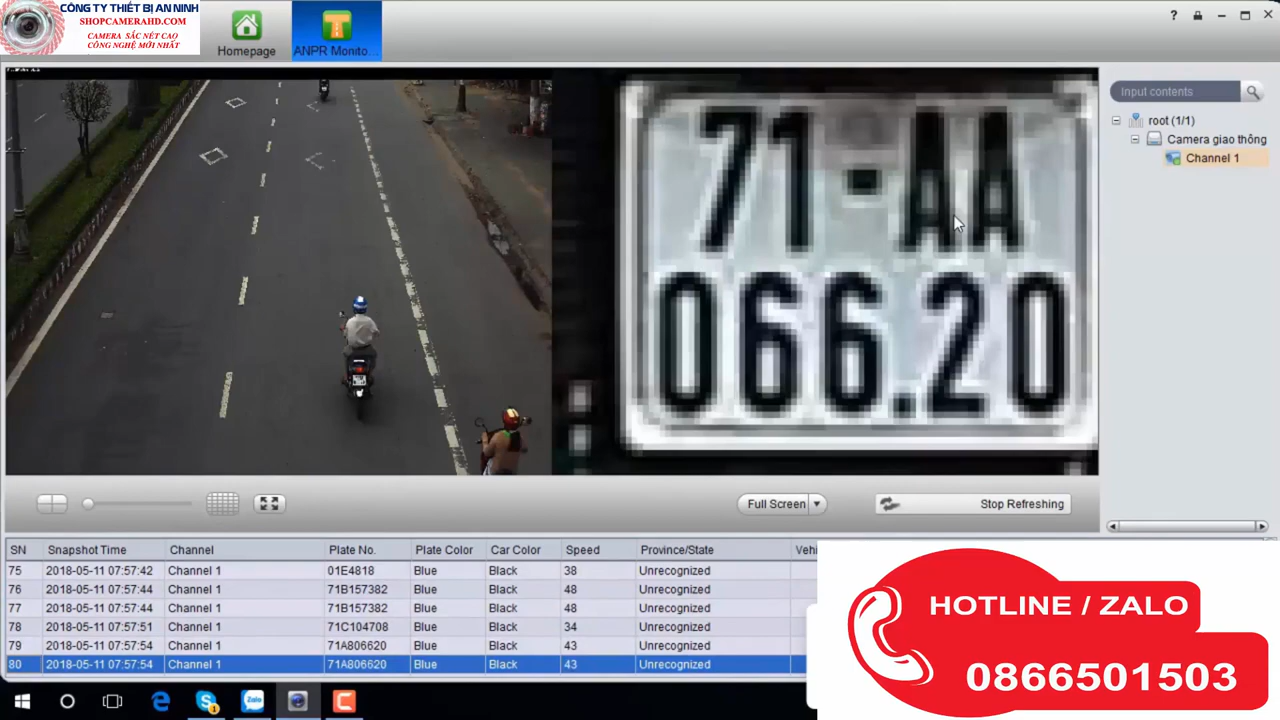 CÔNG TY THIẾT BỊ AN NINH
SHOPCAMERAHD.COM
CAMERA SẮC NÉT CAO
CÔNG NGHỆ MỚI NHẤT
Homepage
ANPR Monito...
71-AA
066.20
Input contents
root (1/1)
Camera giao thông
Channel 1
Full Screen
Stop Refreshing
SN Snapshot Time Channel Plate No. Plate Color Car Color Speed Province/State
75 2018-05-11 07:57:42 Channel 1 01E4818 Blue Black 38 Unrecognized
76 2018-05-11 07:57:44 Channel 1 71B157382 Blue Black 48 Unrecognized
77 2018-05-11 07:57:44 Channel 1 71B157382 Blue Black 48 Unrecognized
78 2018-05-11 07:57:51 Channel 1 71C104708 Blue Black 34 Unrecognized
79 2018-05-11 07:57:54 Channel 1 71A806620 Blue Black 43 Unrecognized
80 2018-05-11 07:57:54 Channel 1 71A806620 Blue Black 43 Unrecognized
HOTLINE / ZALO
0866501503
Zalo